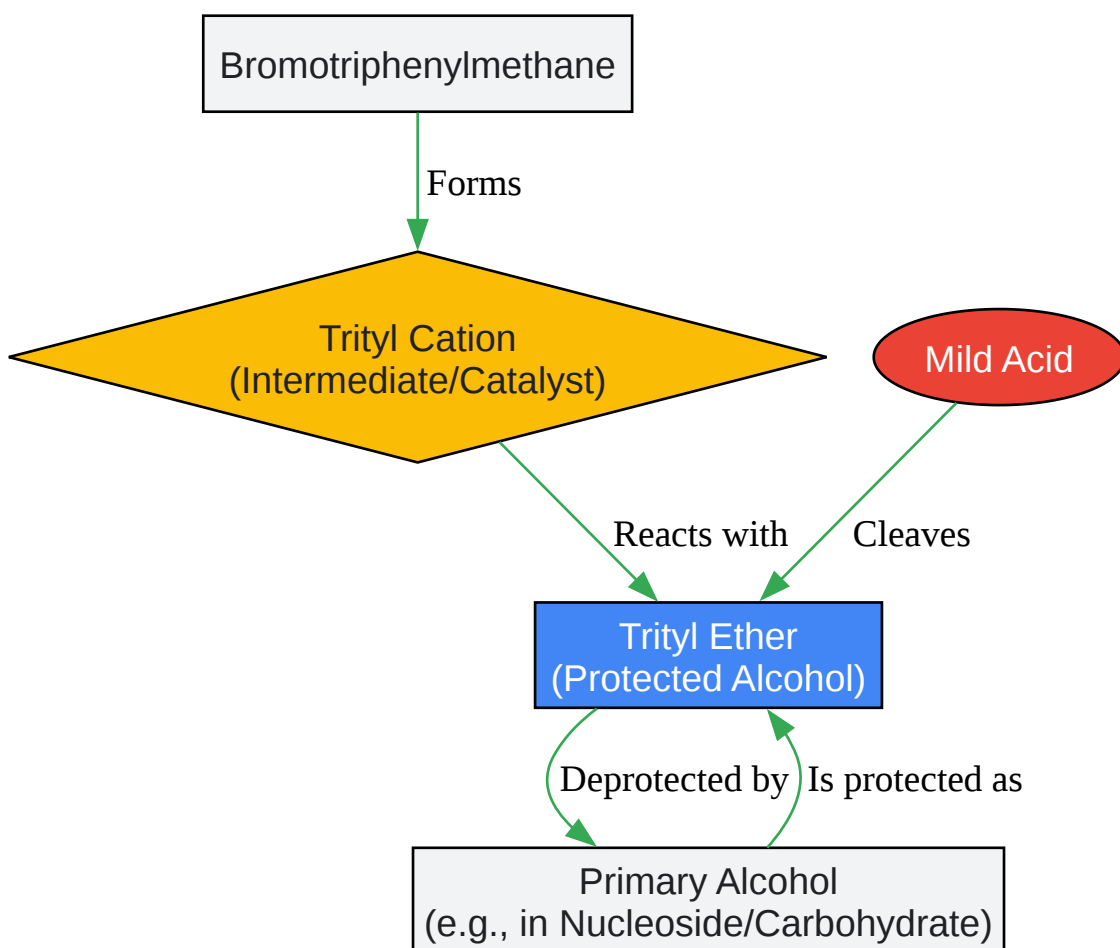 Bromotriphenylmethane
Forms
Trityl Cation
(Intermediate/Catalyst)
Mild Acid
Reacts with
Cleaves
Trityl Ether
(Protected Alcohol)
Deprotected by
Is protected as
Primary Alcohol
(e.g., in Nucleoside/Carbohydrate)